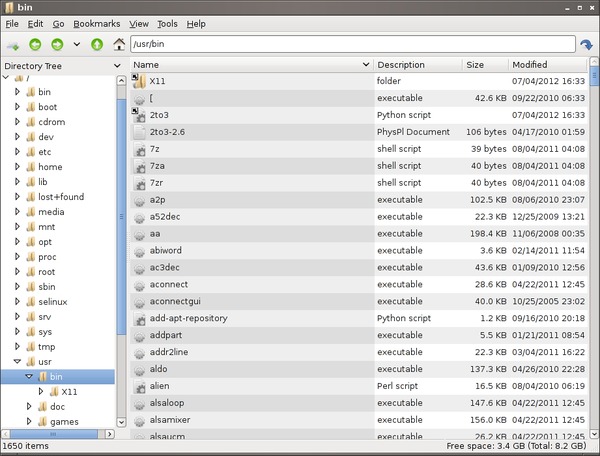 bin
File Edit Go Bookmarks View Tools Help
/usr/bin
Directory Tree
/
bin
boot
cdrom
dev
etc
home
lib
lost+found
media
mnt
opt
proc
root
sbin
selinux
srv
sys
tmp
usr
bin
X11
doc
games
Name Description Size Modified
X11 folder 07/04/2012 16:33
[ executable 42.6 KB 09/22/2010 06:33
2to3 Python script 07/04/2012 16:33
2to3-2.6 PhysPl Document 106 bytes 04/17/2010 01:59
7z shell script 39 bytes 08/04/2011 04:08
7za shell script 40 bytes 08/04/2011 04:08
7zr shell script 40 bytes 08/04/2011 04:08
a2p executable 102.5 KB 08/06/2010 23:07
a52dec executable 22.3 KB 12/25/2009 13:21
aa executable 198.4 KB 11/06/2008 00:35
abiword executable 3.6 KB 02/14/2011 11:54
ac3dec executable 43.6 KB 01/09/2010 12:56
aconnect executable 28.6 KB 04/22/2011 12:45
aconnectgui executable 40.0 KB 10/25/2005 23:02
add-apt-repository Python script 1.2 KB 09/16/2010 20:18
addpart executable 5.5 KB 01/21/2011 08:54
addr2line executable 22.3 KB 03/04/2011 16:22
aldo executable 137.3 KB 04/26/2010 22:28
alien Perl script 16.5 KB 08/04/2010 06:19
alsaloop executable 147.6 KB 04/22/2011 12:45
alsamixer executable 156.0 KB 04/22/2011 12:45
alsaucm executable 26.2 KB 04/22/2011 12:45
1650 items Free space: 3.4 GB (Total: 8.2 GB)